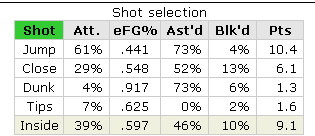 Shot selection
Shot Att. eFG% Ast'd Blk'd Pts
Jump 61% .441 73% 4% 10.4
Close 29% .548 52% 13% 6.1
Dunk 4% .917 73% 6% 1.3
Tips 7% .625 0% 2% 1.6
Inside 39% .597 46% 10% 9.1